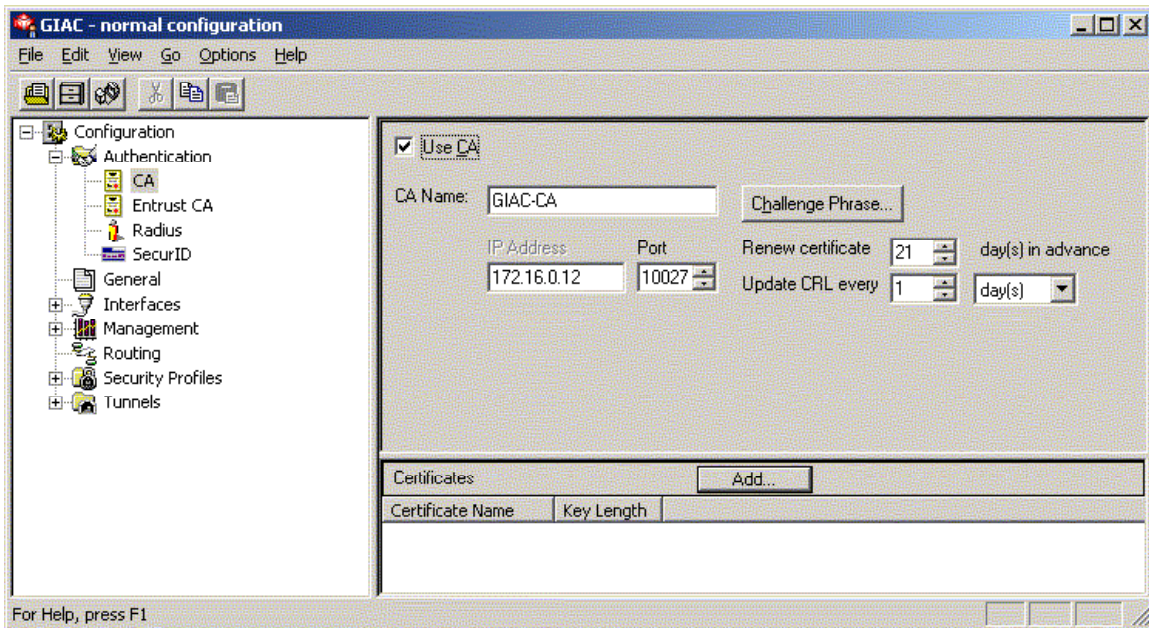 GIAC - normal configuration
File Edit View Go Options Help
Configuration
Authentication
CA
Entrust CA
Radius
SecurID
General
Interfaces
Management
Routing
Security Profiles
Tunnels
Use CA
CA Name: GIAC-CA Challenge Phrase...
IP Address Port Renew certificate 21 day(s) in advance
172.16.0.12 10027 Update CRL every 1 day(s)
Certificates Add...
Certificate Name Key Length
For Help, press F1